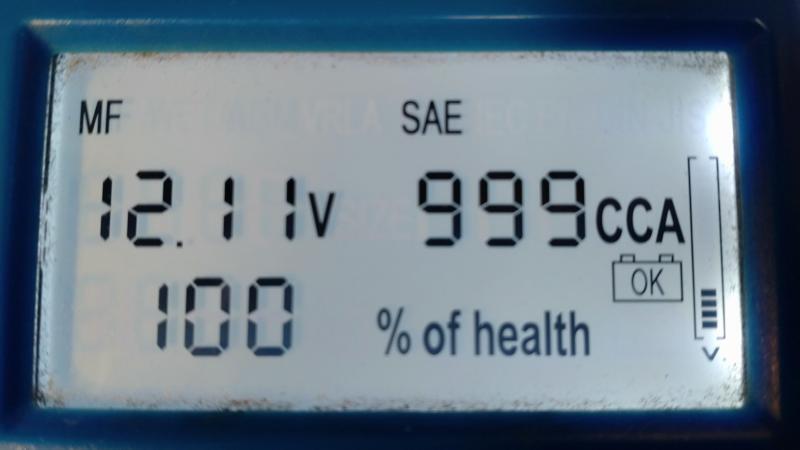 MF SAE
12.11V 999CCA
OK
100 % of health